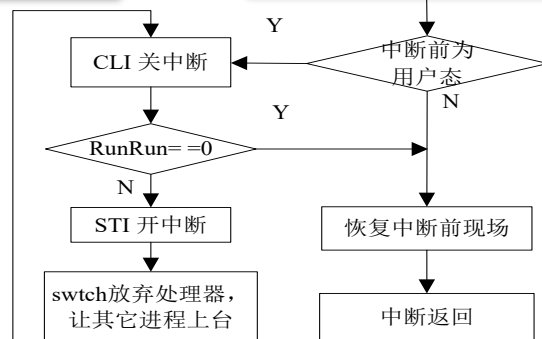 Y
中断前为
用户态
CLI 关中断
N
Y
RunRun= =0
N
STI 开中断
恢复中断前现场
swtch放弃处理器，
让其它进程上台
中断返回